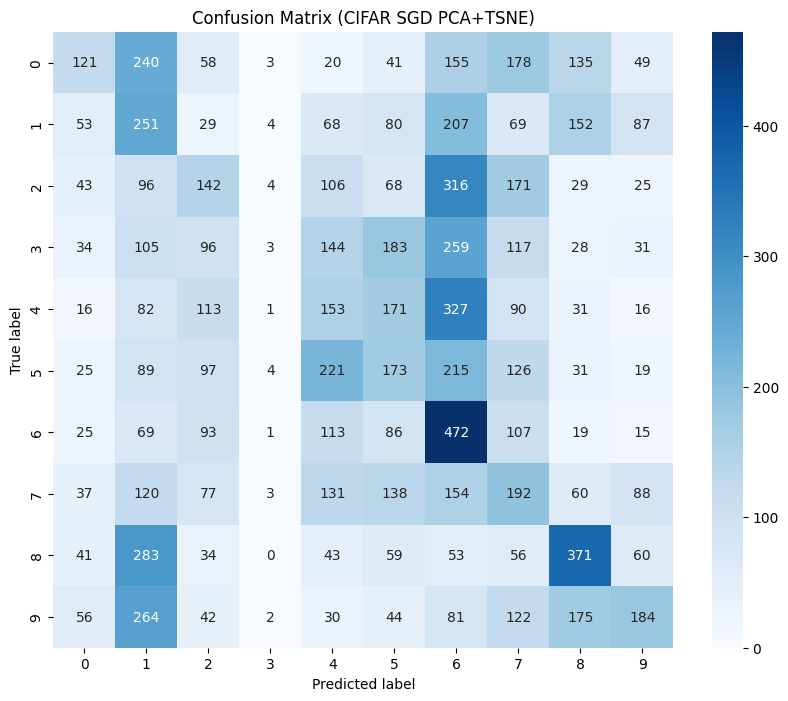 Confusion Matrix (CIFAR SGD PCA+TSNE)
0 121 240 58 3 20 41 155 178 135 49
1 53 251 29 4 68 80 207 69 152 87
2 43 96 142 4 106 68 316 171 29 25
3 34 105 96 3 144 183 259 117 28 31
4 16 82 113 1 153 171 327 90 31 16
5 25 89 97 4 221 173 215 126 31 19
6 25 69 93 1 113 86 472 107 19 15
7 37 120 77 3 131 138 154 192 60 88
8 41 283 34 0 43 59 53 56 371 60
9 56 264 42 2 30 44 81 122 175 184
0 1 2 3 4 5 6 7 8 9
Predicted label
True label
400
300
200
100
0